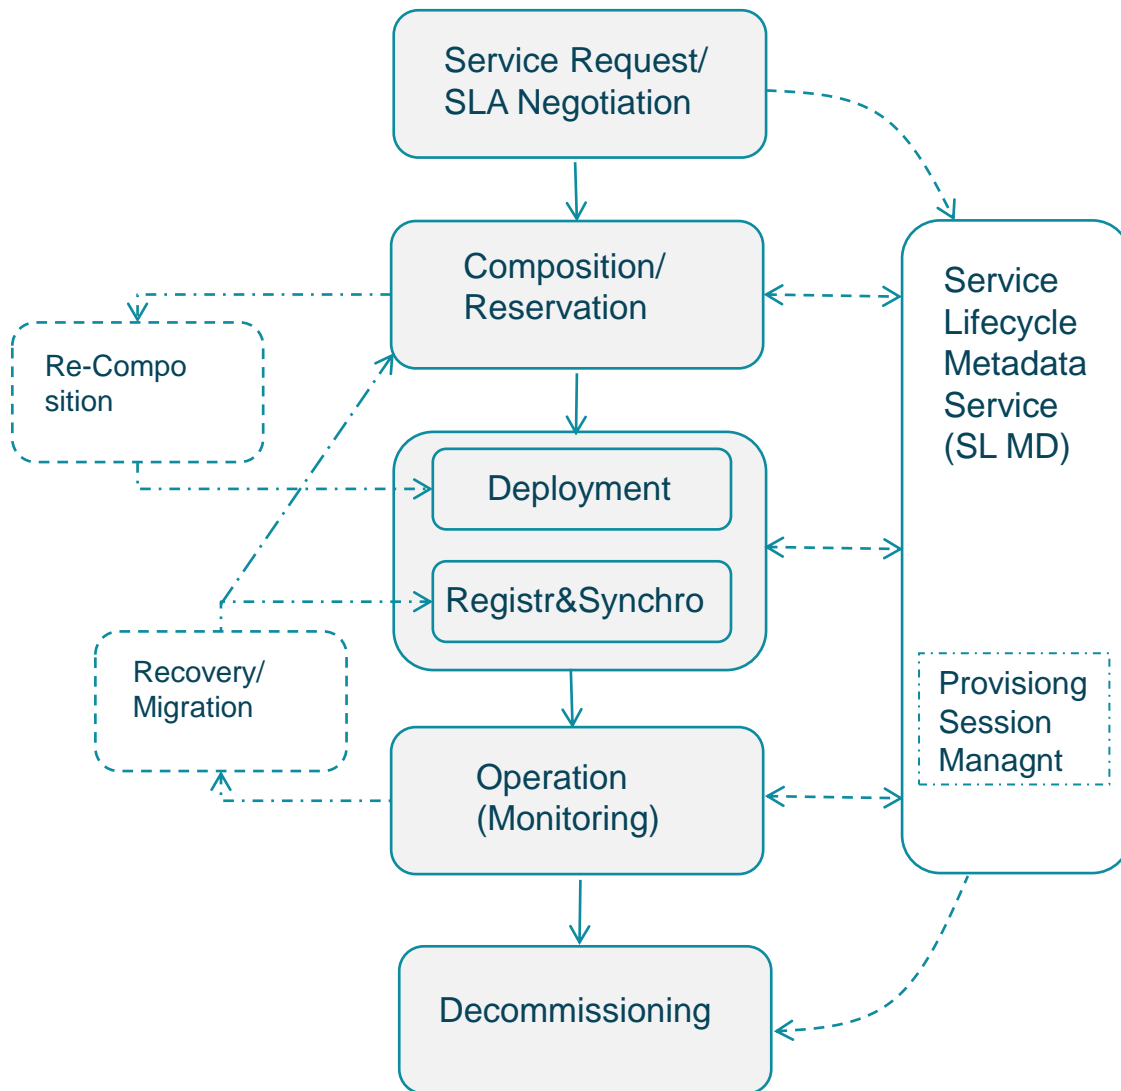 Service Request/
SLA Negotiation
Composition/
Reservation
Service
Lifecycle
Metadata
Service
(SL MD)
Re-Compo
sition
Deployment
Registr&Synchro
Recovery/
Migration
Provisiong
Session
Managnt
Operation
(Monitoring)
Decommissioning